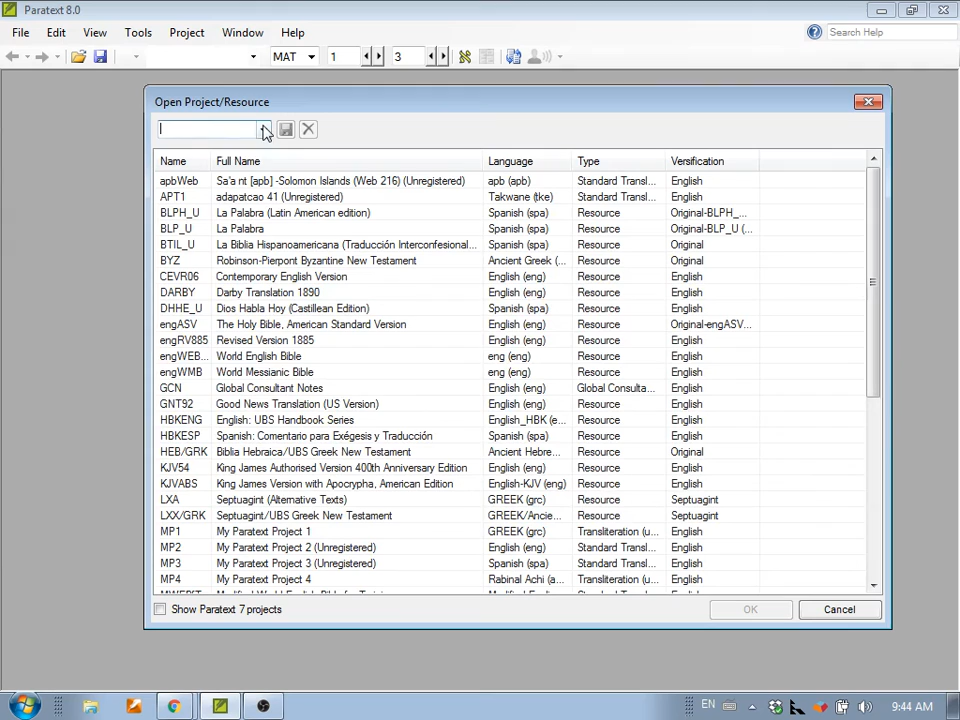 Paratext 8.0
File Edit View Tools Project Window Help
Search Help
MAT 1 3
Open Project/Resource
Name Full Name Language Type Versification
apbWeb Sa'a nt [apb] -Solomon Islands (Web 216) (Unregistered) apb (apb) Standard Transl... English
APT1 adapatcao 41 (Unregistered) Takwane (tke) Standard Transl... English
BLPH_U La Palabra (Latin American edition) Spanish (spa) Resource Original-BLPH_...
BLP_U La Palabra Spanish (spa) Resource Original-BLP_U (...
BTIL_U La Biblia Hispanoamericana (Traducción Interconfesional... Spanish (spa) Resource Original
BYZ Robinson-Pierpont Byzantine New Testament Ancient Greek (... Resource Original
CEVR06 Contemporary English Version English (eng) Resource English
DARBY Darby Translation 1890 English (eng) Resource English
DHHE_U Dios Habla Hoy (Castillean Edition) Spanish (spa) Resource English
engASV The Holy Bible, American Standard Version English (eng) Resource Original-engASV...
engRV885 Revised Version 1885 English (eng) Resource English
engWEB... World English Bible eng (eng) Resource English
engWMB World Messianic Bible eng (eng) Resource English
GCN Global Consultant Notes English (eng) Global Consulta... English
GNT92 Good News Translation (US Version) English (eng) Resource English
HBKENG English: UBS Handbook Series English_HBK (e... Resource English
HBKESP Spanish: Comentario para Exégesis y Traducción Spanish (spa) Resource English
HEB/GRK Biblia Hebraica/UBS Greek New Testament Ancient Hebre... Resource Original
KJV54 King James Authorised Version 400th Anniversary Edition English (eng) Resource English
KJVABS King James Version with Apocrypha, American Edition English-KJV (eng) Resource English
LXA Septuagint (Alternative Texts) GREEK (grc) Resource Septuagint
LXX/GRK Septuagint/UBS Greek New Testament GREEK/Ancie... Resource Septuagint
MP1 My Paratext Project 1 GREEK (grc) Transliteration (u... English
MP2 My Paratext Project 2 (Unregistered) English (eng) Standard Transl... English
MP3 My Paratext Project 3 (Unregistered) Spanish (spa) Standard Transl... English
MP4 My Paratext Project 4 Rabinal Achi (a... Transliteration (u... English
Show Paratext 7 projects OK Cancel
EN 9:44 AM